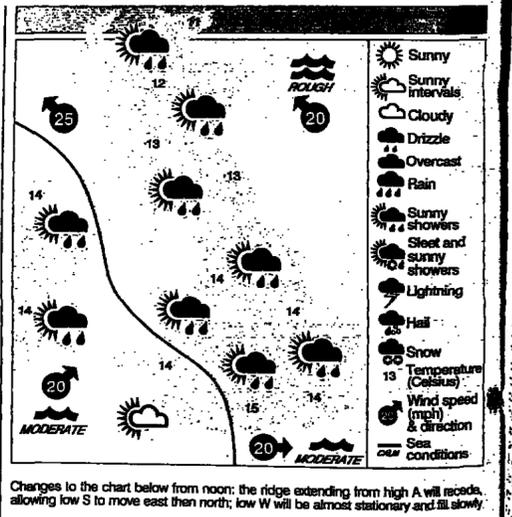 11
12
ROUGH
25
20
13
13
14
14
14
14
14
20
MODERATE
15
14
20
MODERATE
Sunny
Sunny
intervals
Cloudy
Drizzle
Overcast
Rain
Sunny
showers
Sleet and
sunny
showers
Lightning
Hail
Snow
13 Temperature
(Celsius)
Wind speed
(mph)
& direction
CALM Sea
conditions
Changes to the chart below from noon: the ridge extending from high A will recede,
allowing low S to move east then north; low W will be almost stationary and fill slowly.